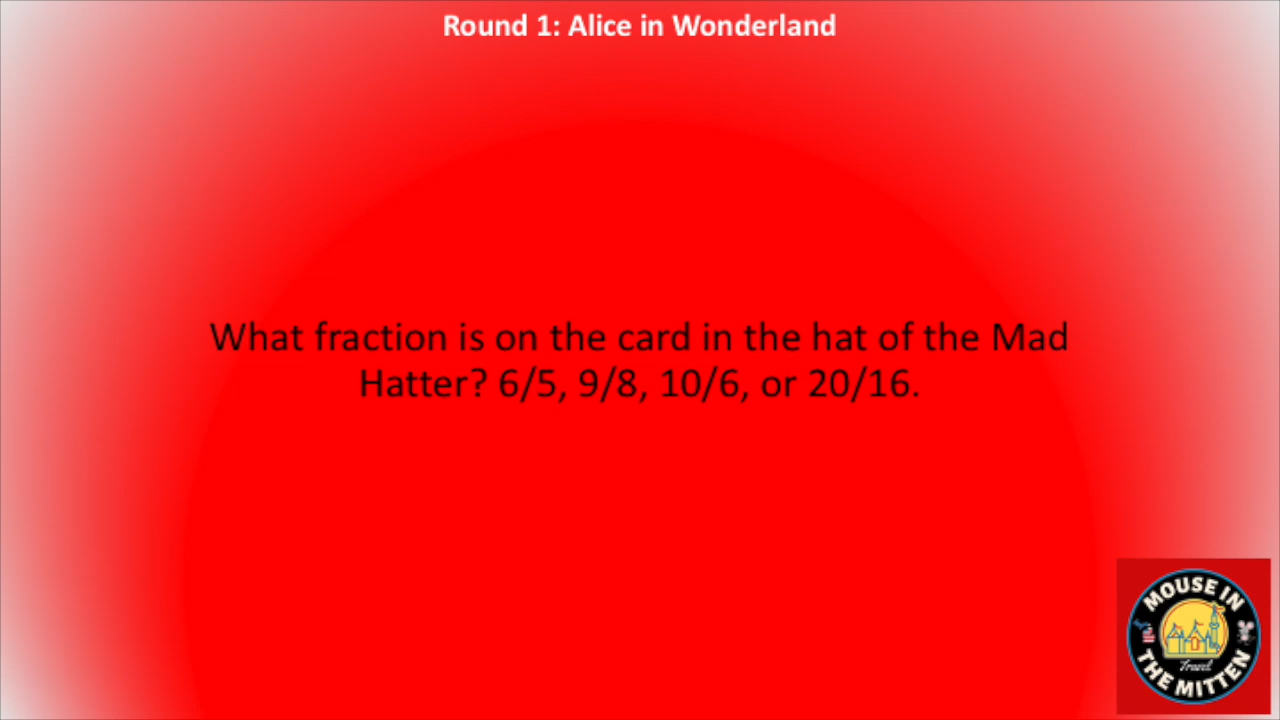 Round 1: Alice in Wonderland
What fraction is on the card in the hat of the Mad
Hatter? 6/5, 9/8, 10/6, or 20/16.
MOUSE IN
Travel
THE MITTEN